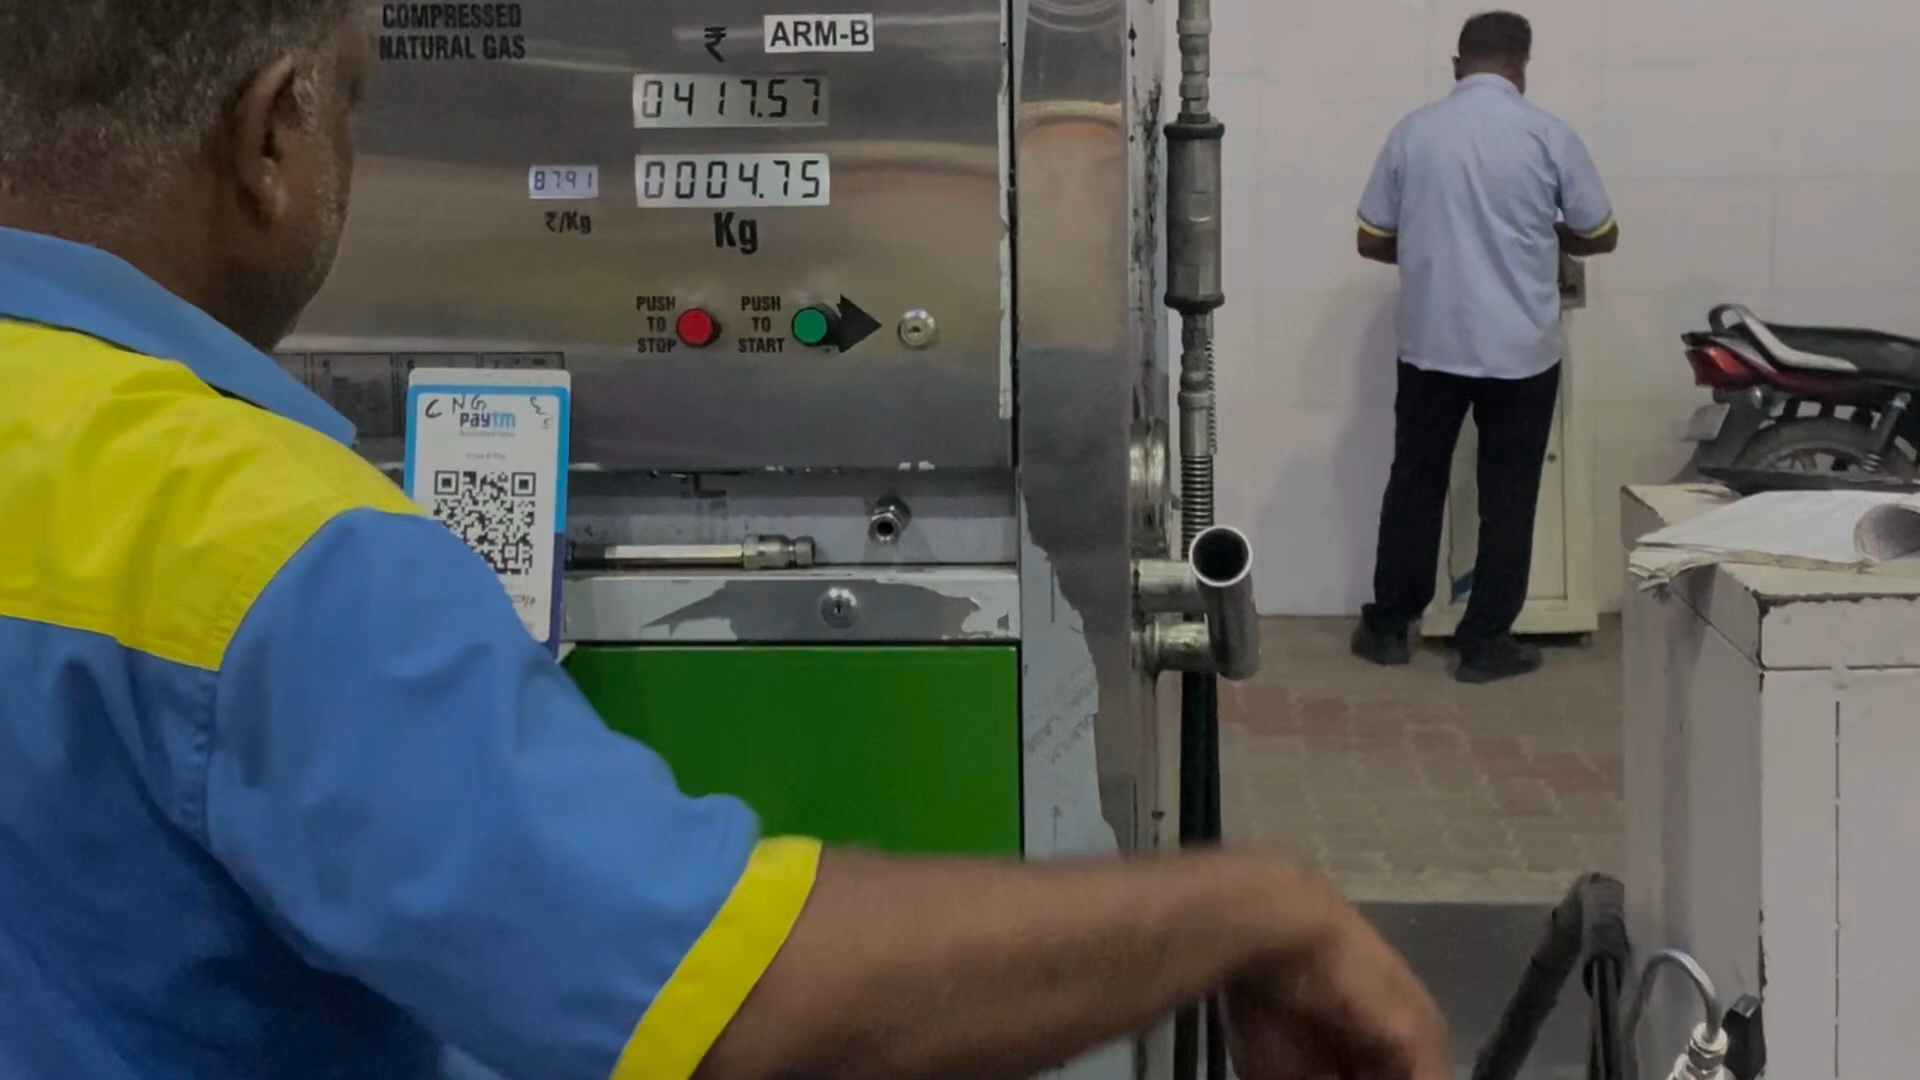 COMPRESSED
NATURAL GAS
₹
ARM-B
0417.57
87.91
0004.75
₹/Kg
Kg
PUSH
TO
STOP
PUSH
TO
START
CNG
paytm